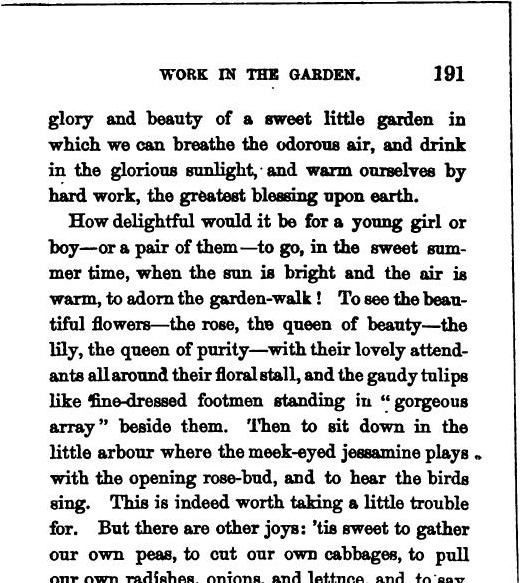 WORK IN THE GARDEN. 191
glory and beauty of a sweet little garden in
which we can breathe the odorous air, and drink
in the glorious sunlight, and warm ourselves by
hard work, the greatest blessing upon earth.
How delightful would it be for a young girl or
boy—or a pair of them—to go, in the sweet sum-
mer time, when the sun is bright and the air is
warm, to adorn the garden-walk! To see the beau-
tiful flowers—the rose, the queen of beauty—the
lily, the queen of purity—with their lovely attend-
ants all around their floral stall, and the gaudy tulips
like fine-dressed footmen standing in "gorgeous
array" beside them. Then to sit down in the
little arbour where the meek-eyed jessamine plays
with the opening rose-bud, and to hear the birds
sing. This is indeed worth taking a little trouble
for. But there are other joys: 'tis sweet to gather
our own peas, to cut our own cabbages, to pull
our own radishes, onions, and lettuce, and to say